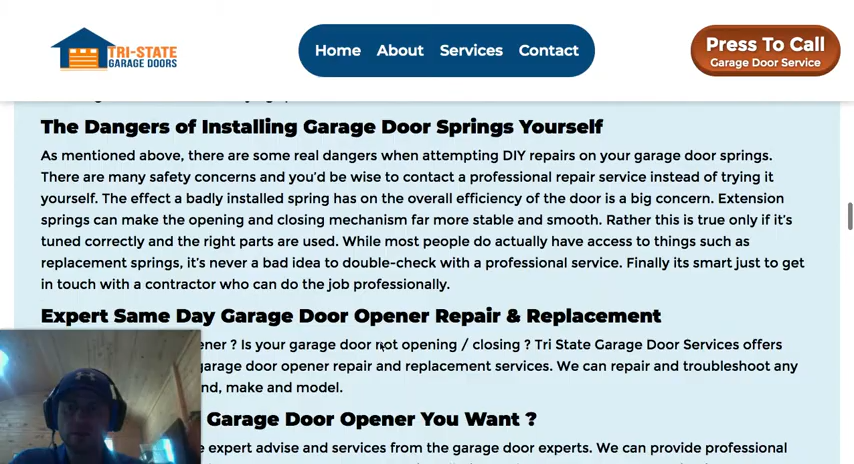 TRI-STATE
GARAGE DOORS
Home About Services Contact
Press To Call
Garage Door Service
The Dangers of Installing Garage Door Springs Yourself
As mentioned above, there are some real dangers when attempting DIY repairs on your garage door springs.
There are many safety concerns and you’d be wise to contact a professional repair service instead of trying it
yourself. The effect a badly installed spring has on the overall efficiency of the door is a big concern. Extension
springs can make the opening and closing mechanism far more stable and smooth. Rather this is true only if it’s
tuned correctly and the right parts are used. While most people do actually have access to things such as
replacement springs, it’s never a bad idea to double-check with a professional service. Finally its smart just to get
in touch with a contractor who can do the job professionally.
Expert Same Day Garage Door Opener Repair & Replacement
ener ? Is your garage door not opening / closing ? Tri State Garage Door Services offers
garage door opener repair and replacement services. We can repair and troubleshoot any
nd, make and model.
Garage Door Opener You Want ?
e expert advise and services from the garage door experts. We can provide professional